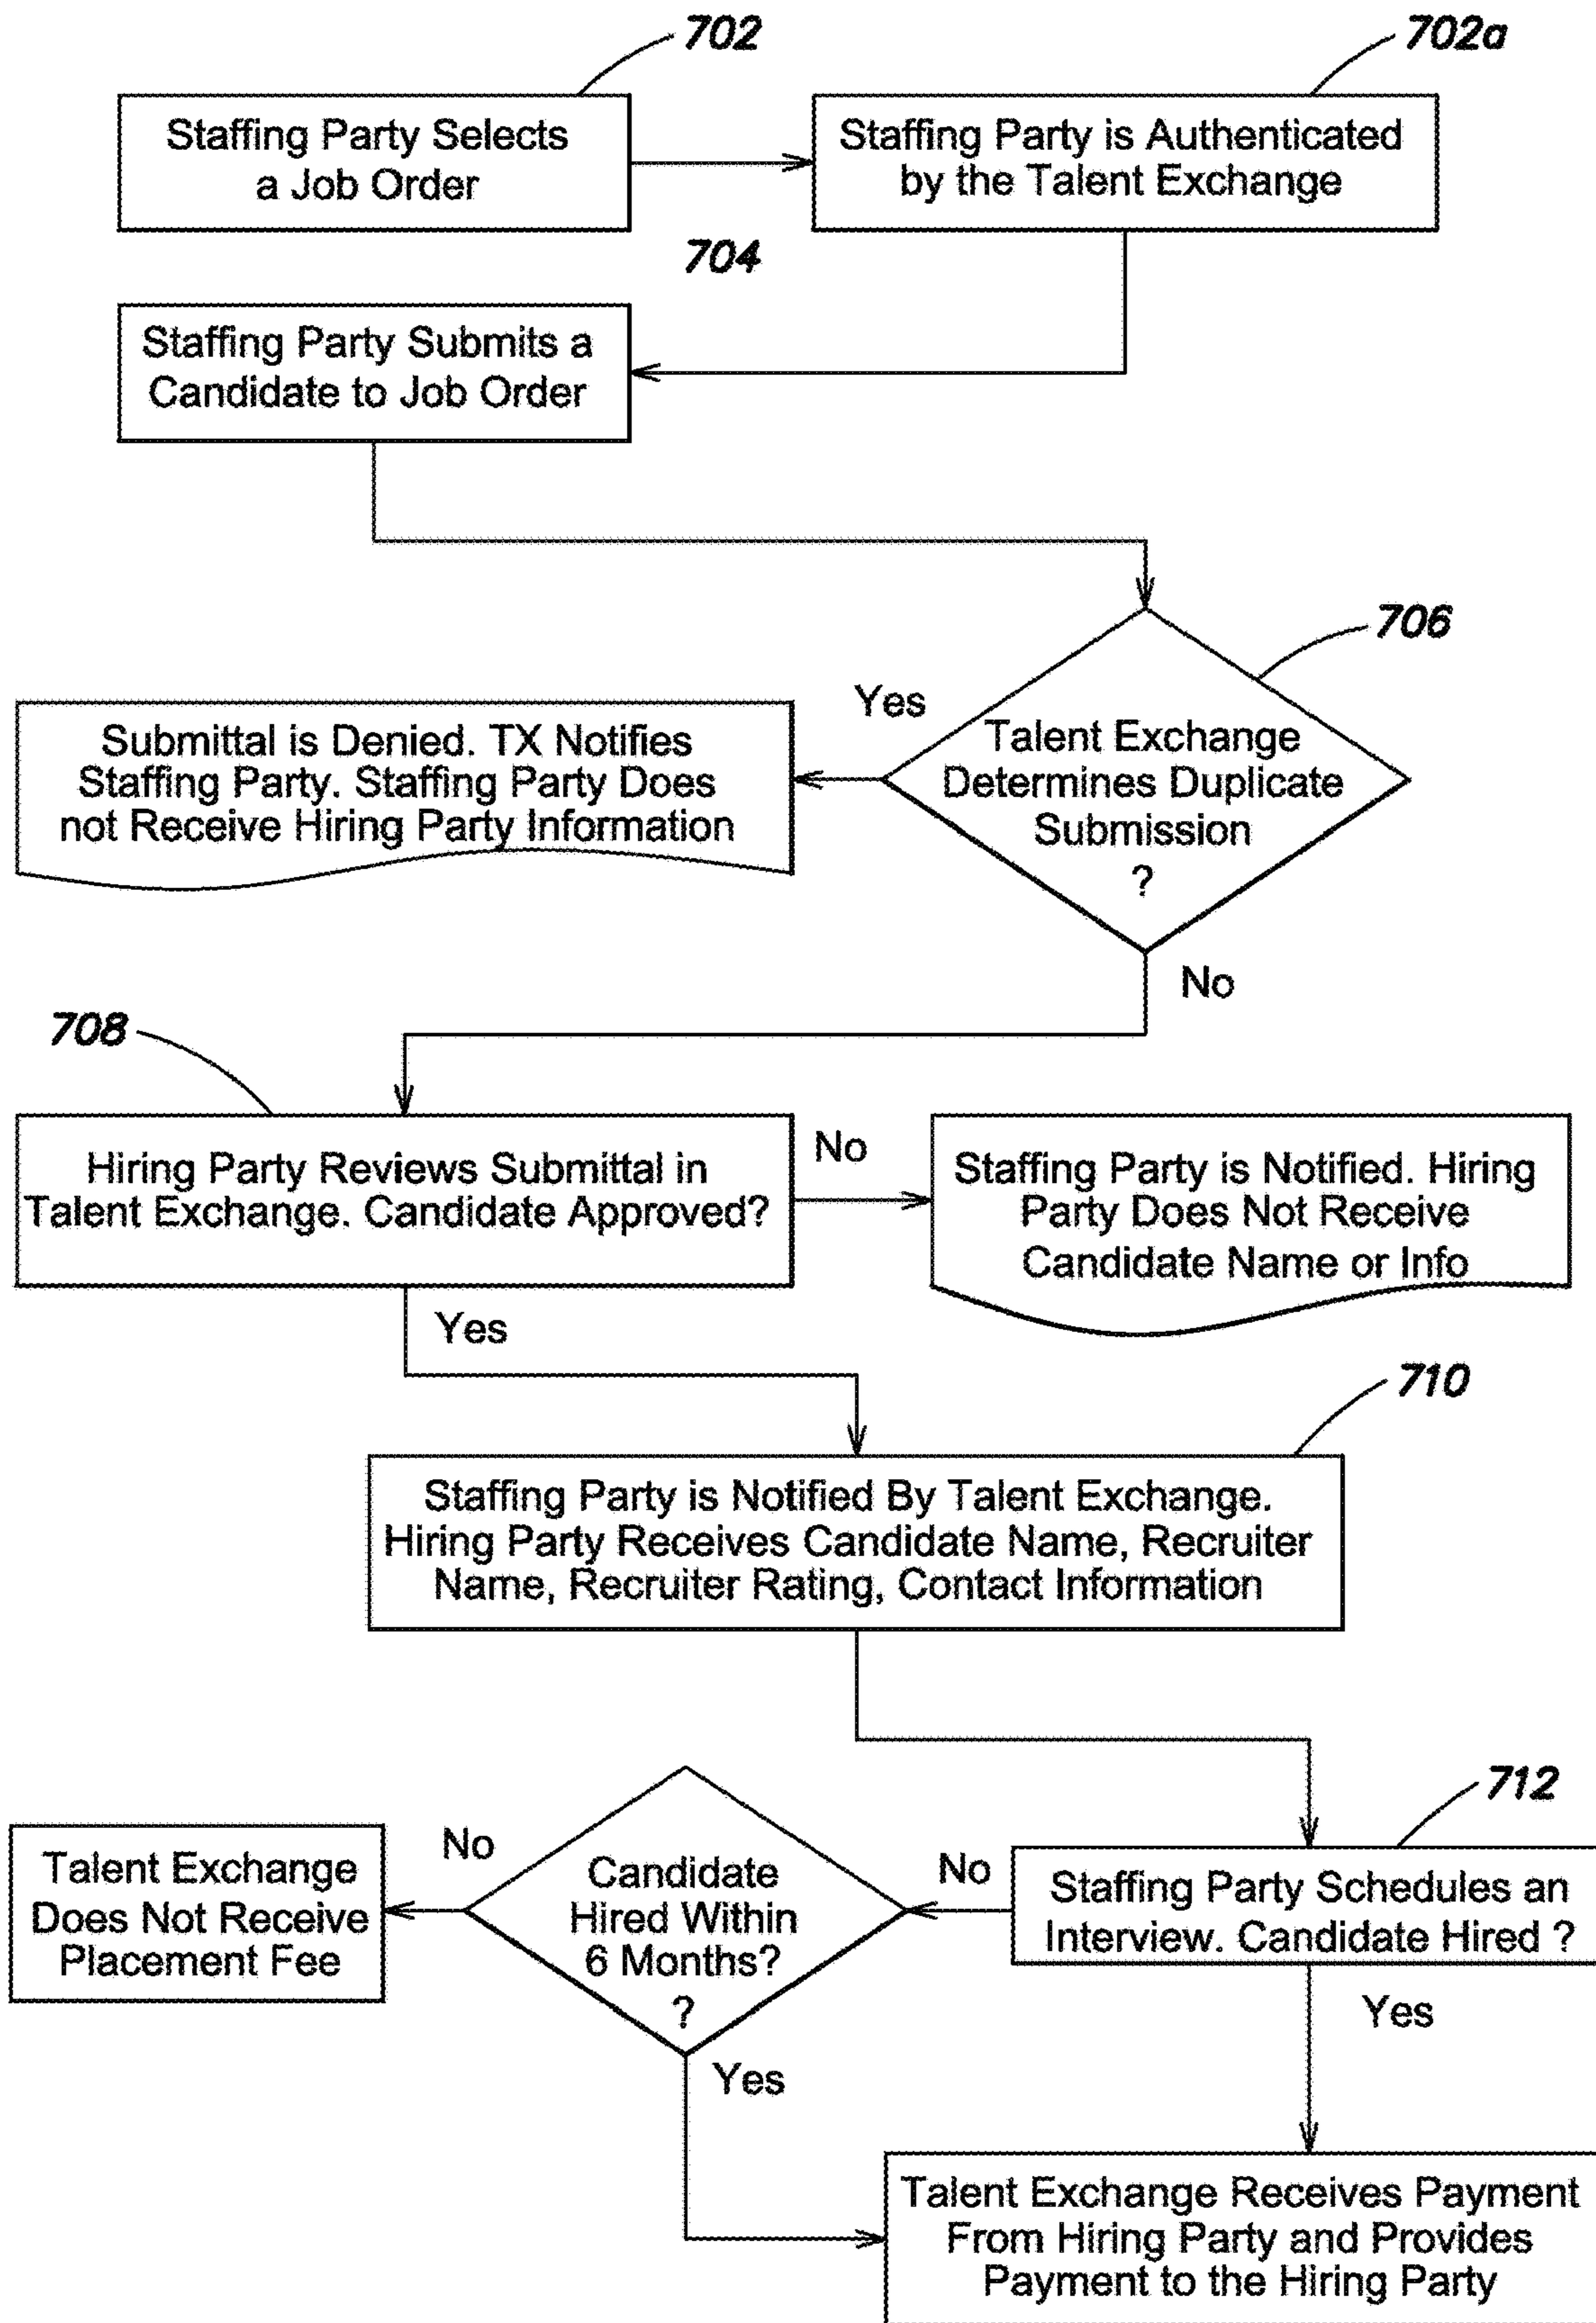 702
702a
Staffing Party Selects
a Job Order
Staffing Party is Authenticated
by the Talent Exchange
704
Staffing Party Submits a
Candidate to Job Order
706
Yes
Talent Exchange
Determines Duplicate
Submission
?
Submittal is Denied. TX Notifies
Staffing Party. Staffing Party Does
not Receive Hiring Party Information
No
708
Hiring Party Reviews Submittal in
Talent Exchange. Candidate Approved?
No
Staffing Party is Notified. Hiring
Party Does Not Receive
Candidate Name or Info
Yes
710
Staffing Party is Notified By Talent Exchange.
Hiring Party Receives Candidate Name, Recruiter
Name, Recruiter Rating, Contact Information
712
Staffing Party Schedules an
Interview. Candidate Hired ?
No
Candidate
Hired Within
6 Months?
?
No
Talent Exchange
Does Not Receive
Placement Fee
Yes
Yes
Talent Exchange Receives Payment
From Hiring Party and Provides
Payment to the Hiring Party